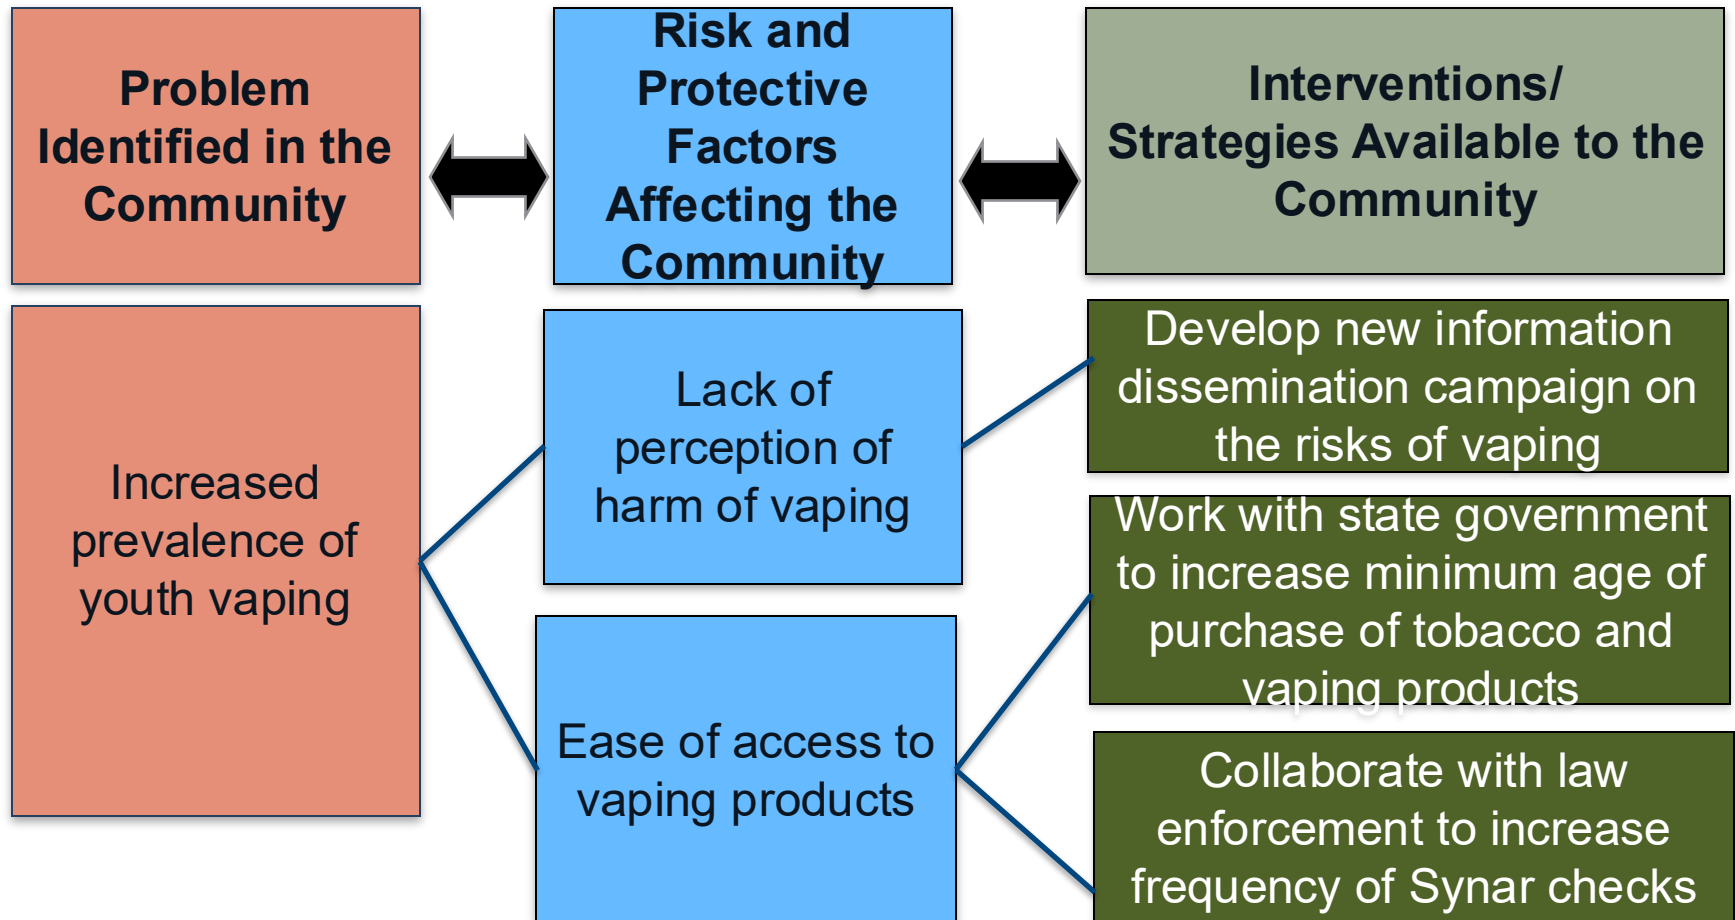 Problem
Identified in the
Community
Risk and
Protective
Factors
Affecting the
Community
Interventions/
Strategies Available to the
Community
Increased
prevalence of
youth vaping
Lack of
perception of
harm of vaping
Ease of access to
vaping products
Develop new information
dissemination campaign on
the risks of vaping
Work with state government
to increase minimum age of
purchase of tobacco and
vaping products
Collaborate with law
enforcement to increase
frequency of Synar checks